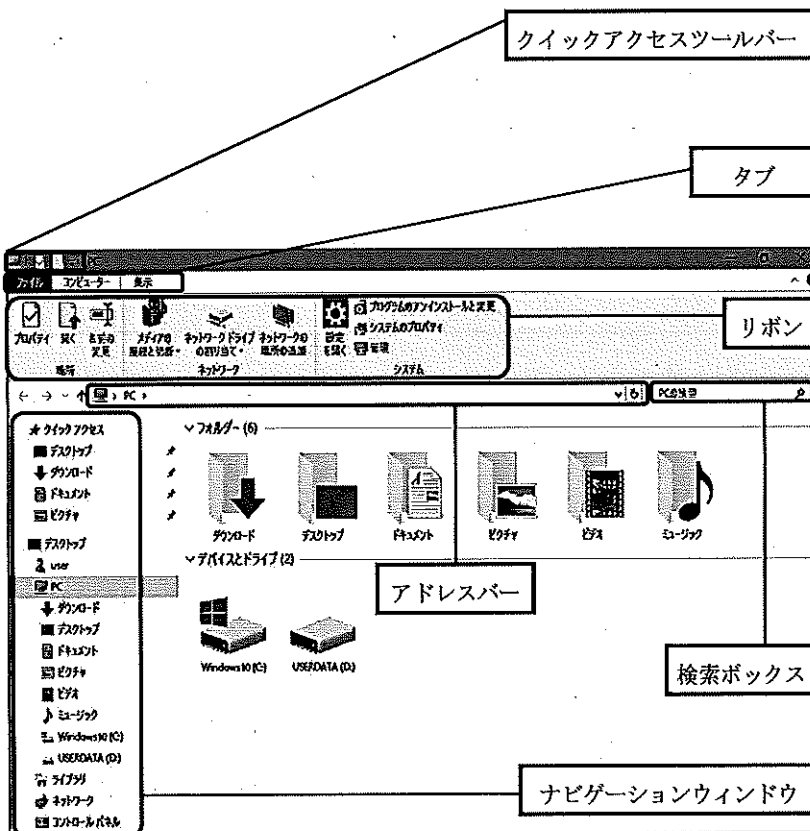 クイックアクセスツールバー
タブ
PC
ファイル コンピューター 表示
リボン
プロパティ 開く 名前の変更 メディアの ネットワークドライブの割り当て ネットワークの場所の追加 設定を開く
プログラムのアンインストールと変更
システムのプロパティ
管理
場所 ネットワーク システム
PC PCの検索
クイックアクセス
デスクトップ
ダウンロード
ドキュメント
ピクチャ
デスクトップ
user
PC
ダウンロード
デスクトップ
ドキュメント
ピクチャ
ビデオ
ミュージック
Windows10 (C:)
USERDATA (D:)
ライブラリ
ネットワーク
コントロールパネル
フォルダー (6)
ダウンロード デスクトップ ドキュメント ピクチャ ビデオ ミュージック
デバイスとドライブ (2)
Windows10 (C:) USERDATA (D:)
アドレスバー
検索ボックス
ナビゲーションウィンドウ